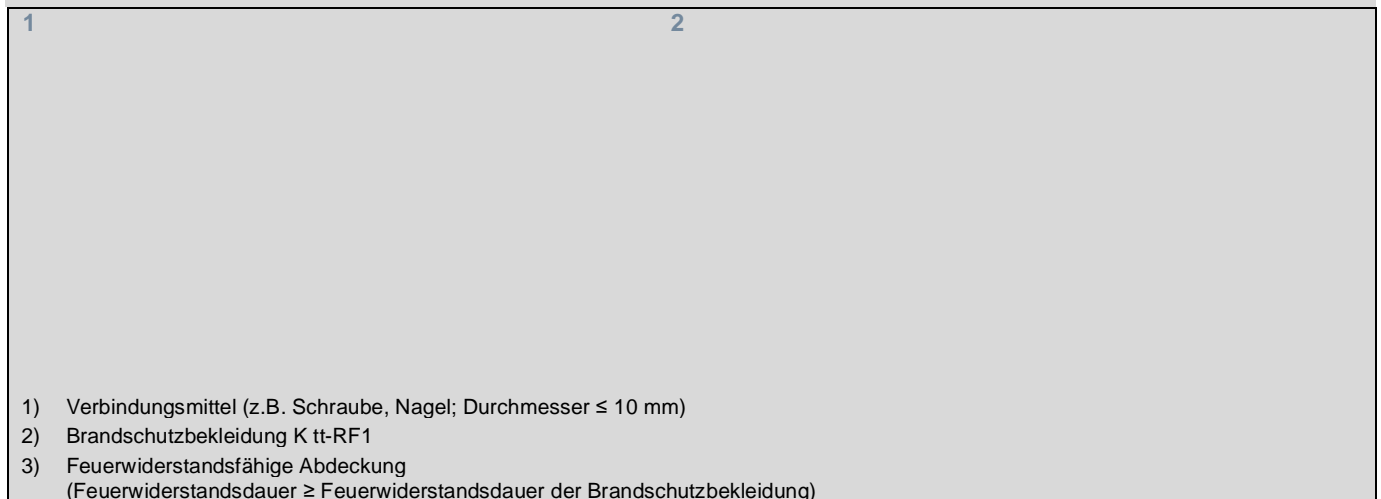 1 2
1) Verbindungsmittel (z.B. Schraube, Nagel; Durchmesser ≤ 10 mm)
2) Brandschutzbekleidung K tt-RF1
3) Feuerwiderstandsfähige Abdeckung
(Feuerwiderstandsdauer ≥ Feuerwiderstandsdauer der Brandschutzbekleidung)